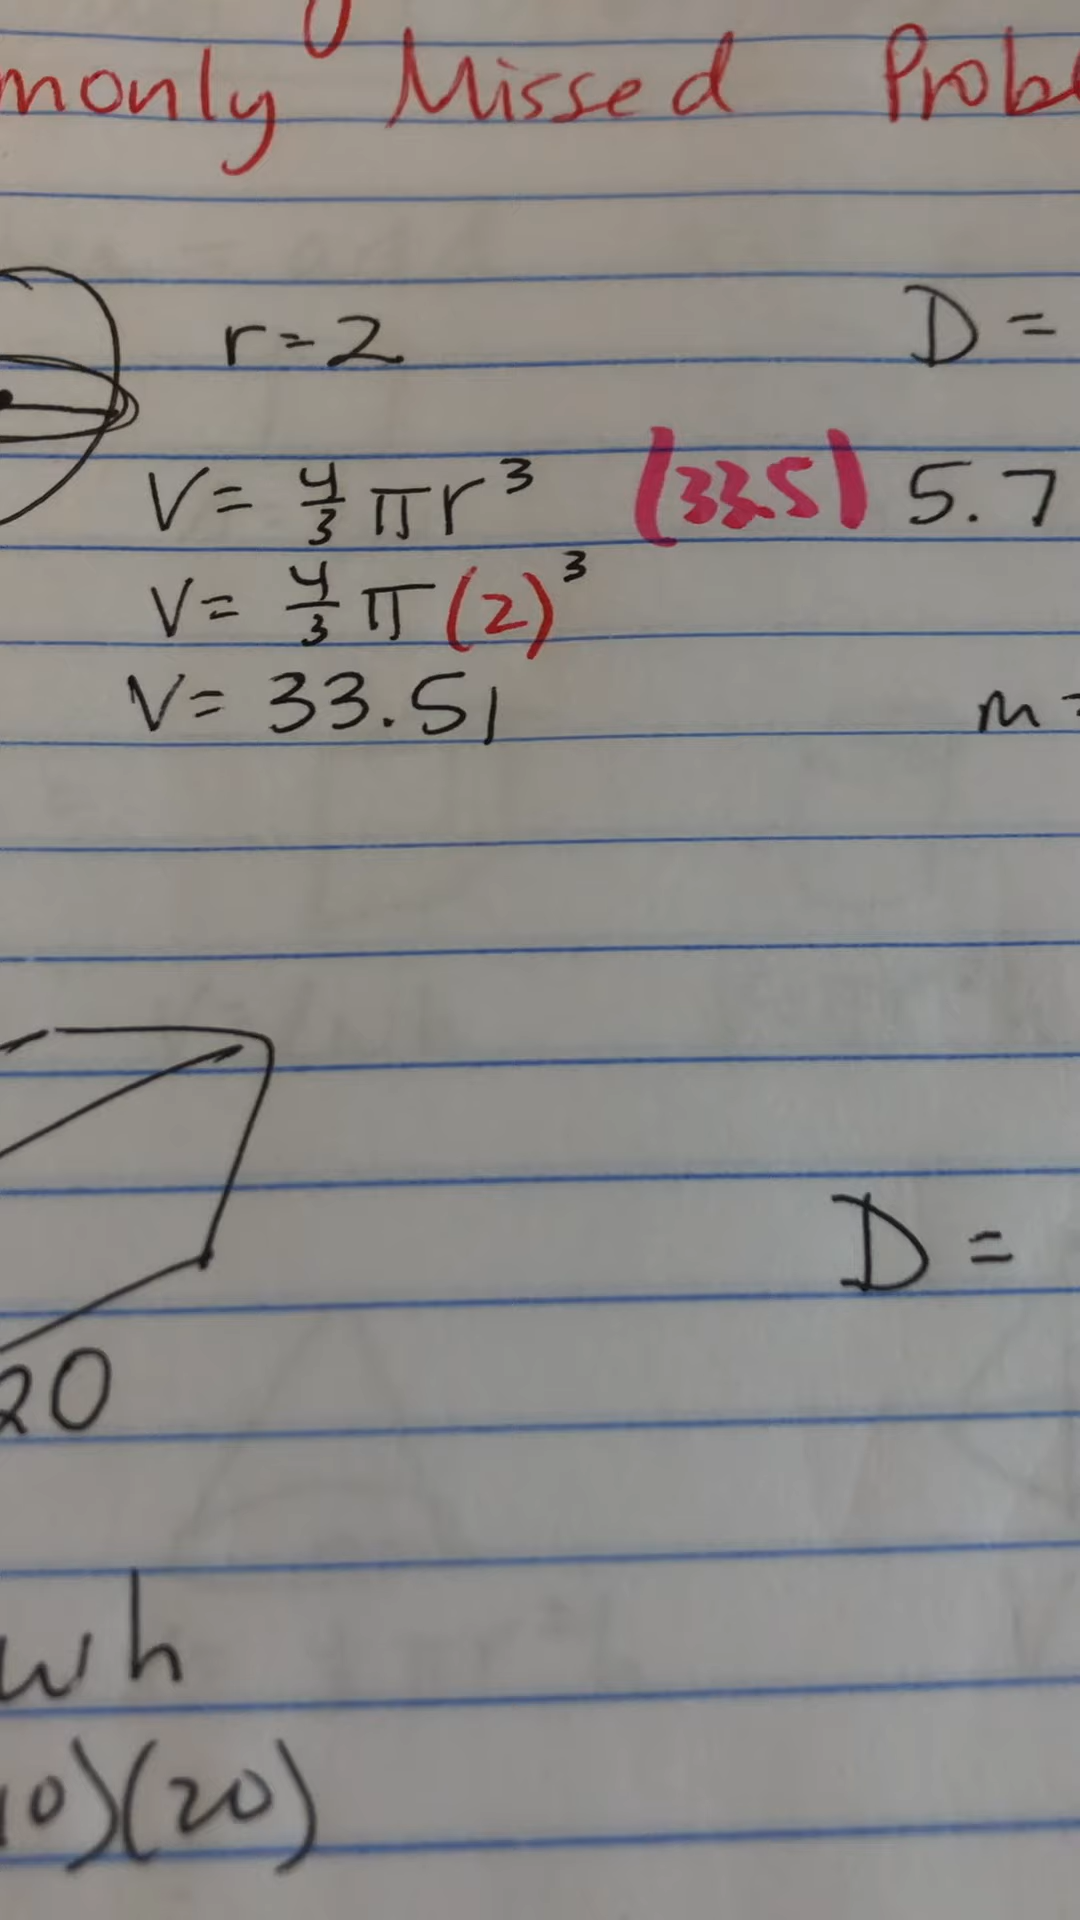 monly Missed Prob
r=2 D=
V= 4/3 πr³ (33.5) 5.7
V= 4/3 π(2)³
V= 33.51 m=
D=
20
wh
10)(20)